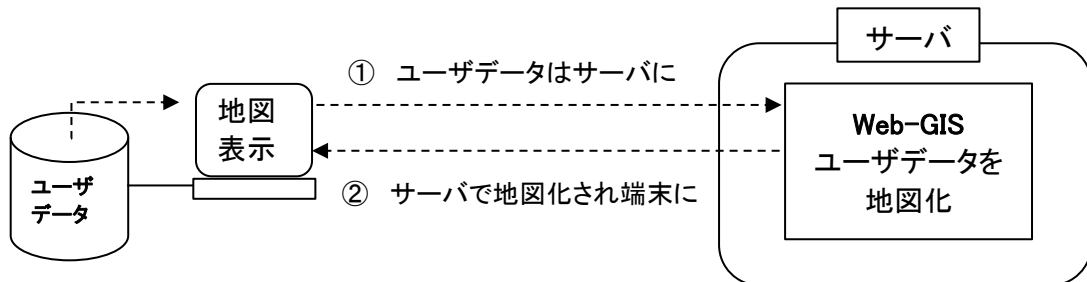 サーバ
① ユーザデータはサーバに
地図
表示
Web-GIS
ユーザデータを
地図化
ユーザ
データ
② サーバで地図化され端末に